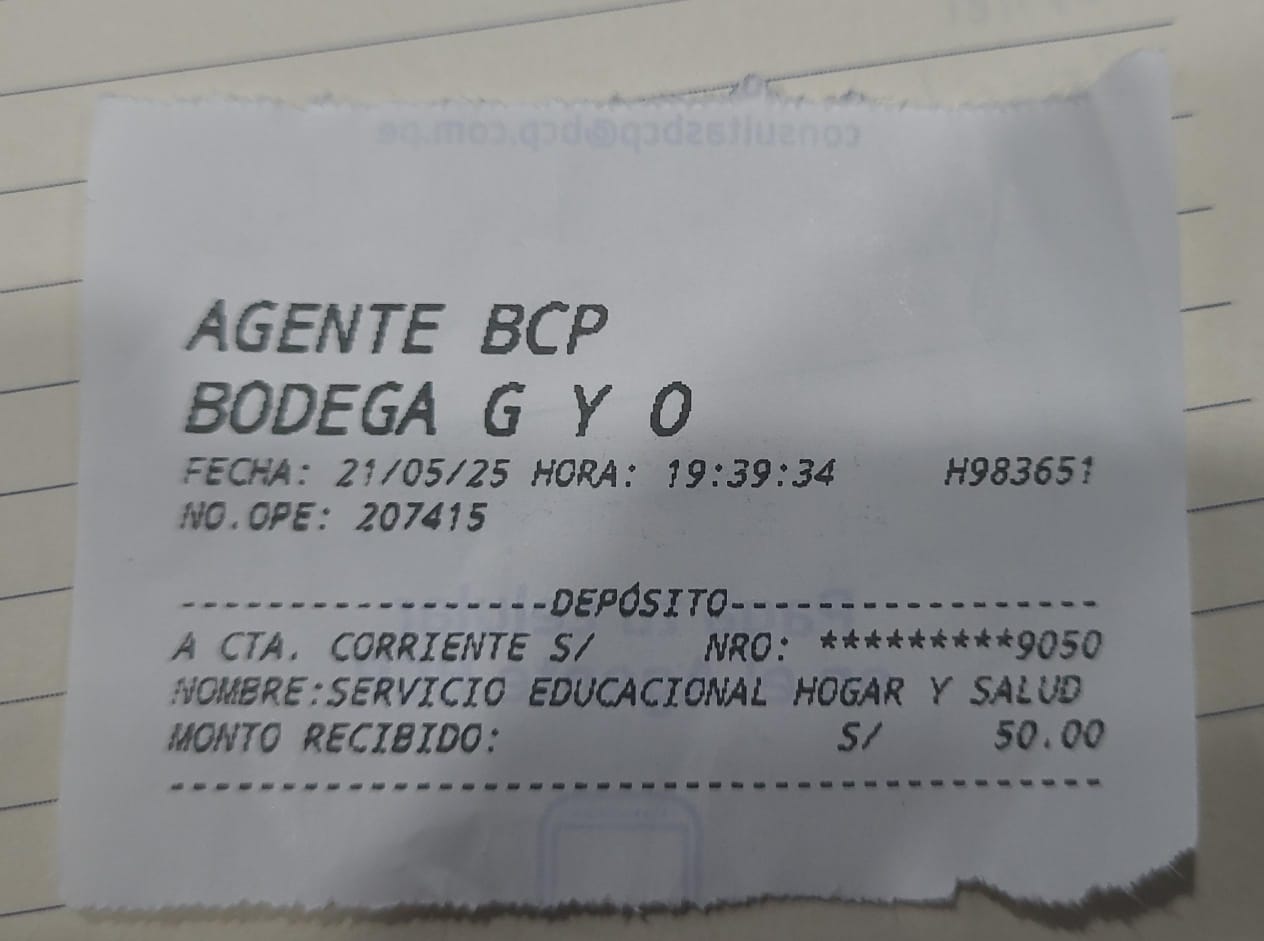 consultasbcp@bcp.com.pe
AGENTE BCP
BODEGA G Y O
FECHA: 21/05/25 HORA: 19:39:34 H983651
NO.OPE: 207415
----------------DEPÓSITO----------------
A CTA. CORRIENTE S/ NRO: *********9050
NOMBRE:SERVICIO EDUCACIONAL HOGAR Y SALUD
MONTO RECIBIDO: S/ 50.00
-----------------------------------------